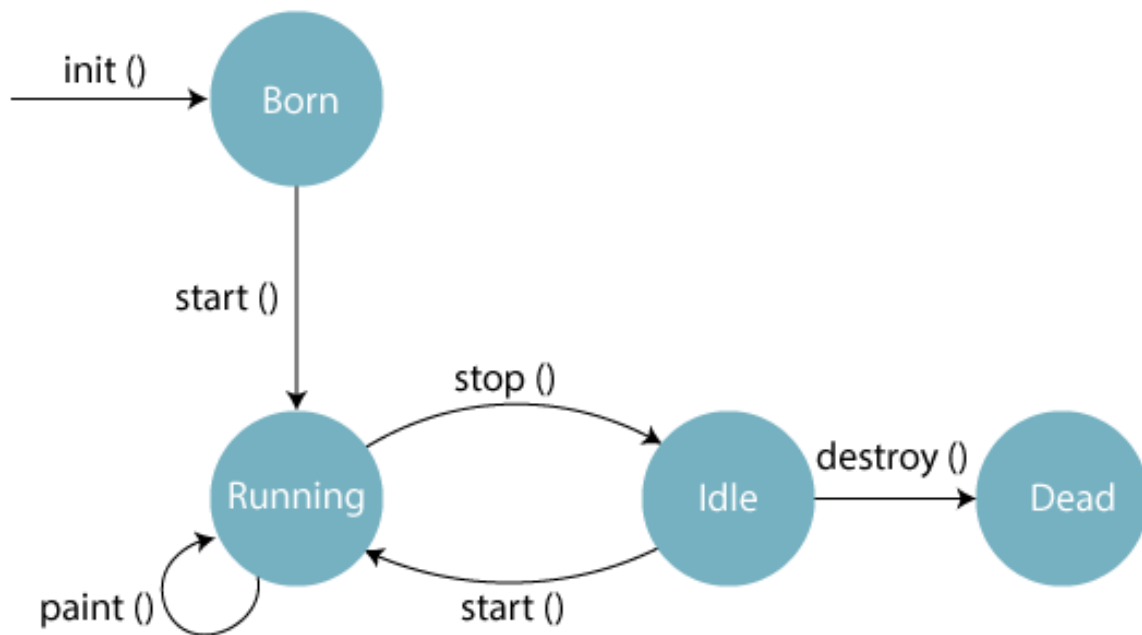 init ()
Born
start ()
stop ()
destroy ()
Running
Idle
Dead
paint ()
start ()